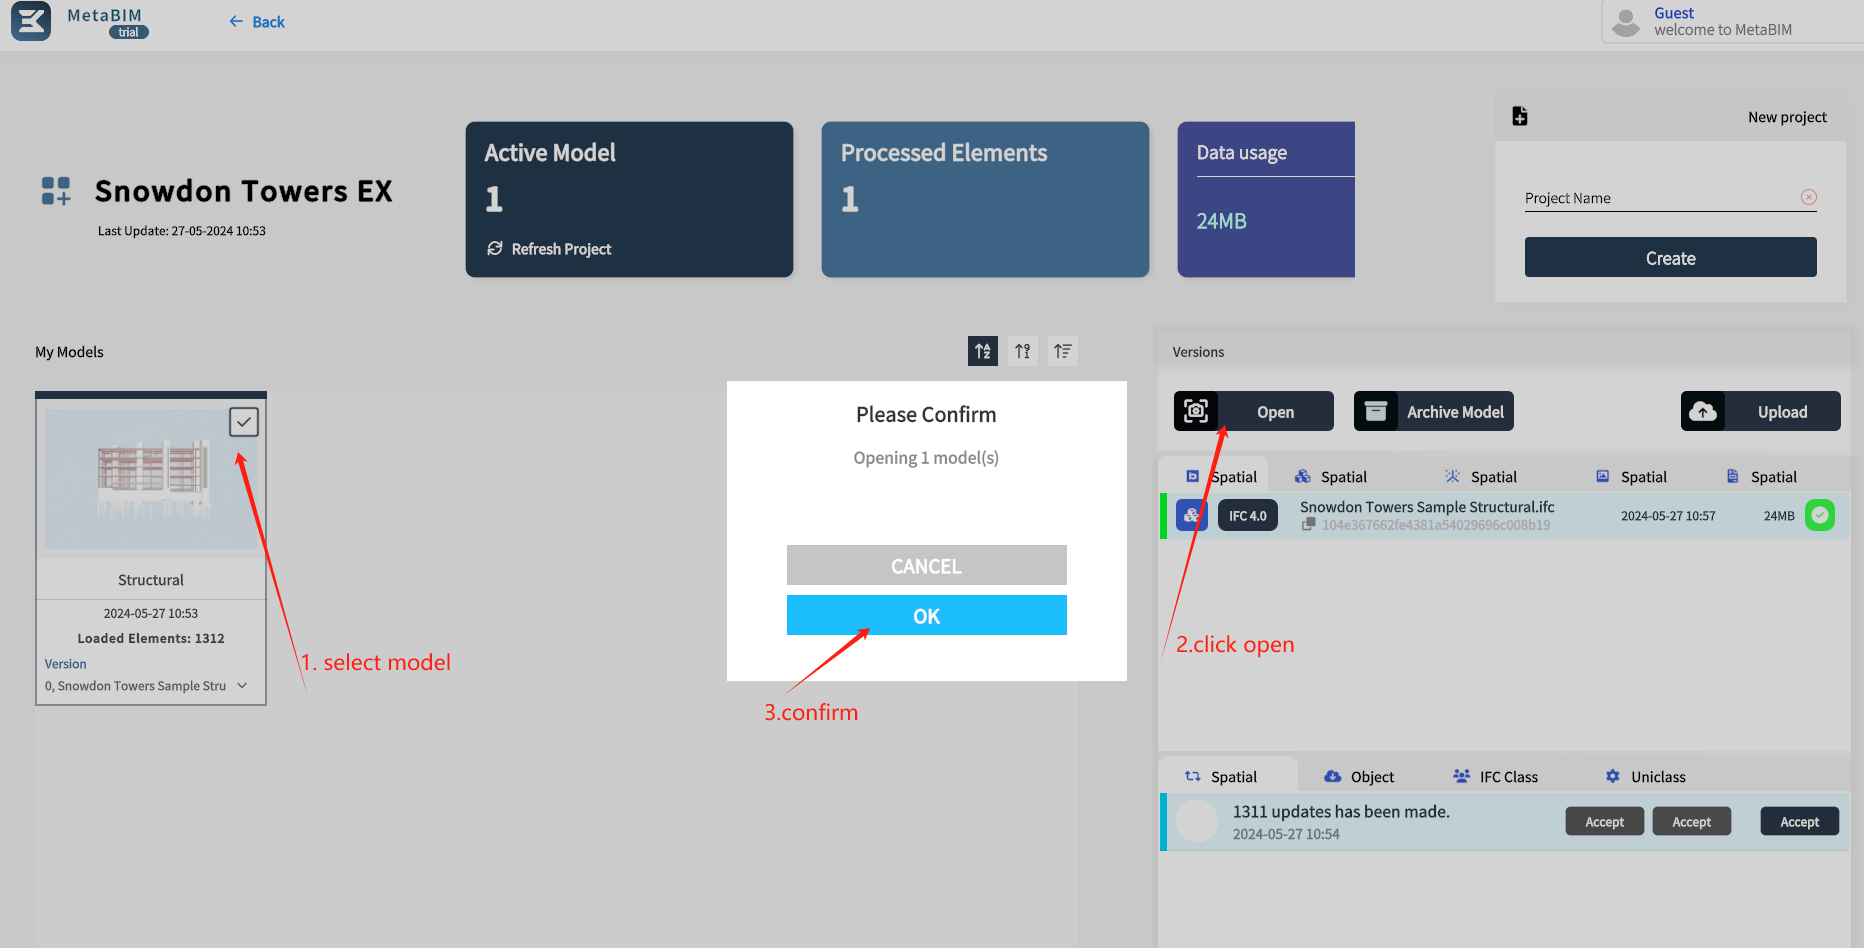 MetaBIM
trial
Back
Guest
welcome to MetaBIM
Snowdon Towers EX
Last Update: 27-05-2024 10:53
Active Model
1
Refresh Project
Processed Elements
1
Data usage
24MB
New project
Project Name
Create
My Models
Structural
2024-05-27 10:53
Loaded Elements: 1312
Version
0, Snowdon Towers Sample Stru
1. select model
Please Confirm
Opening 1 model(s)
CANCEL
OK
3.confirm
Versions
Open
Archive Model
Upload
2.click open
Spatial
Spatial
Spatial
Spatial
Spatial
IFC 4.0
Snowdon Towers Sample Structural.ifc
104e367662fe4381a54029696c008b19
2024-05-27 10:57
24MB
Spatial
Object
IFC Class
Uniclass
1311 updates has been made.
2024-05-27 10:54
Accept
Accept
Accept